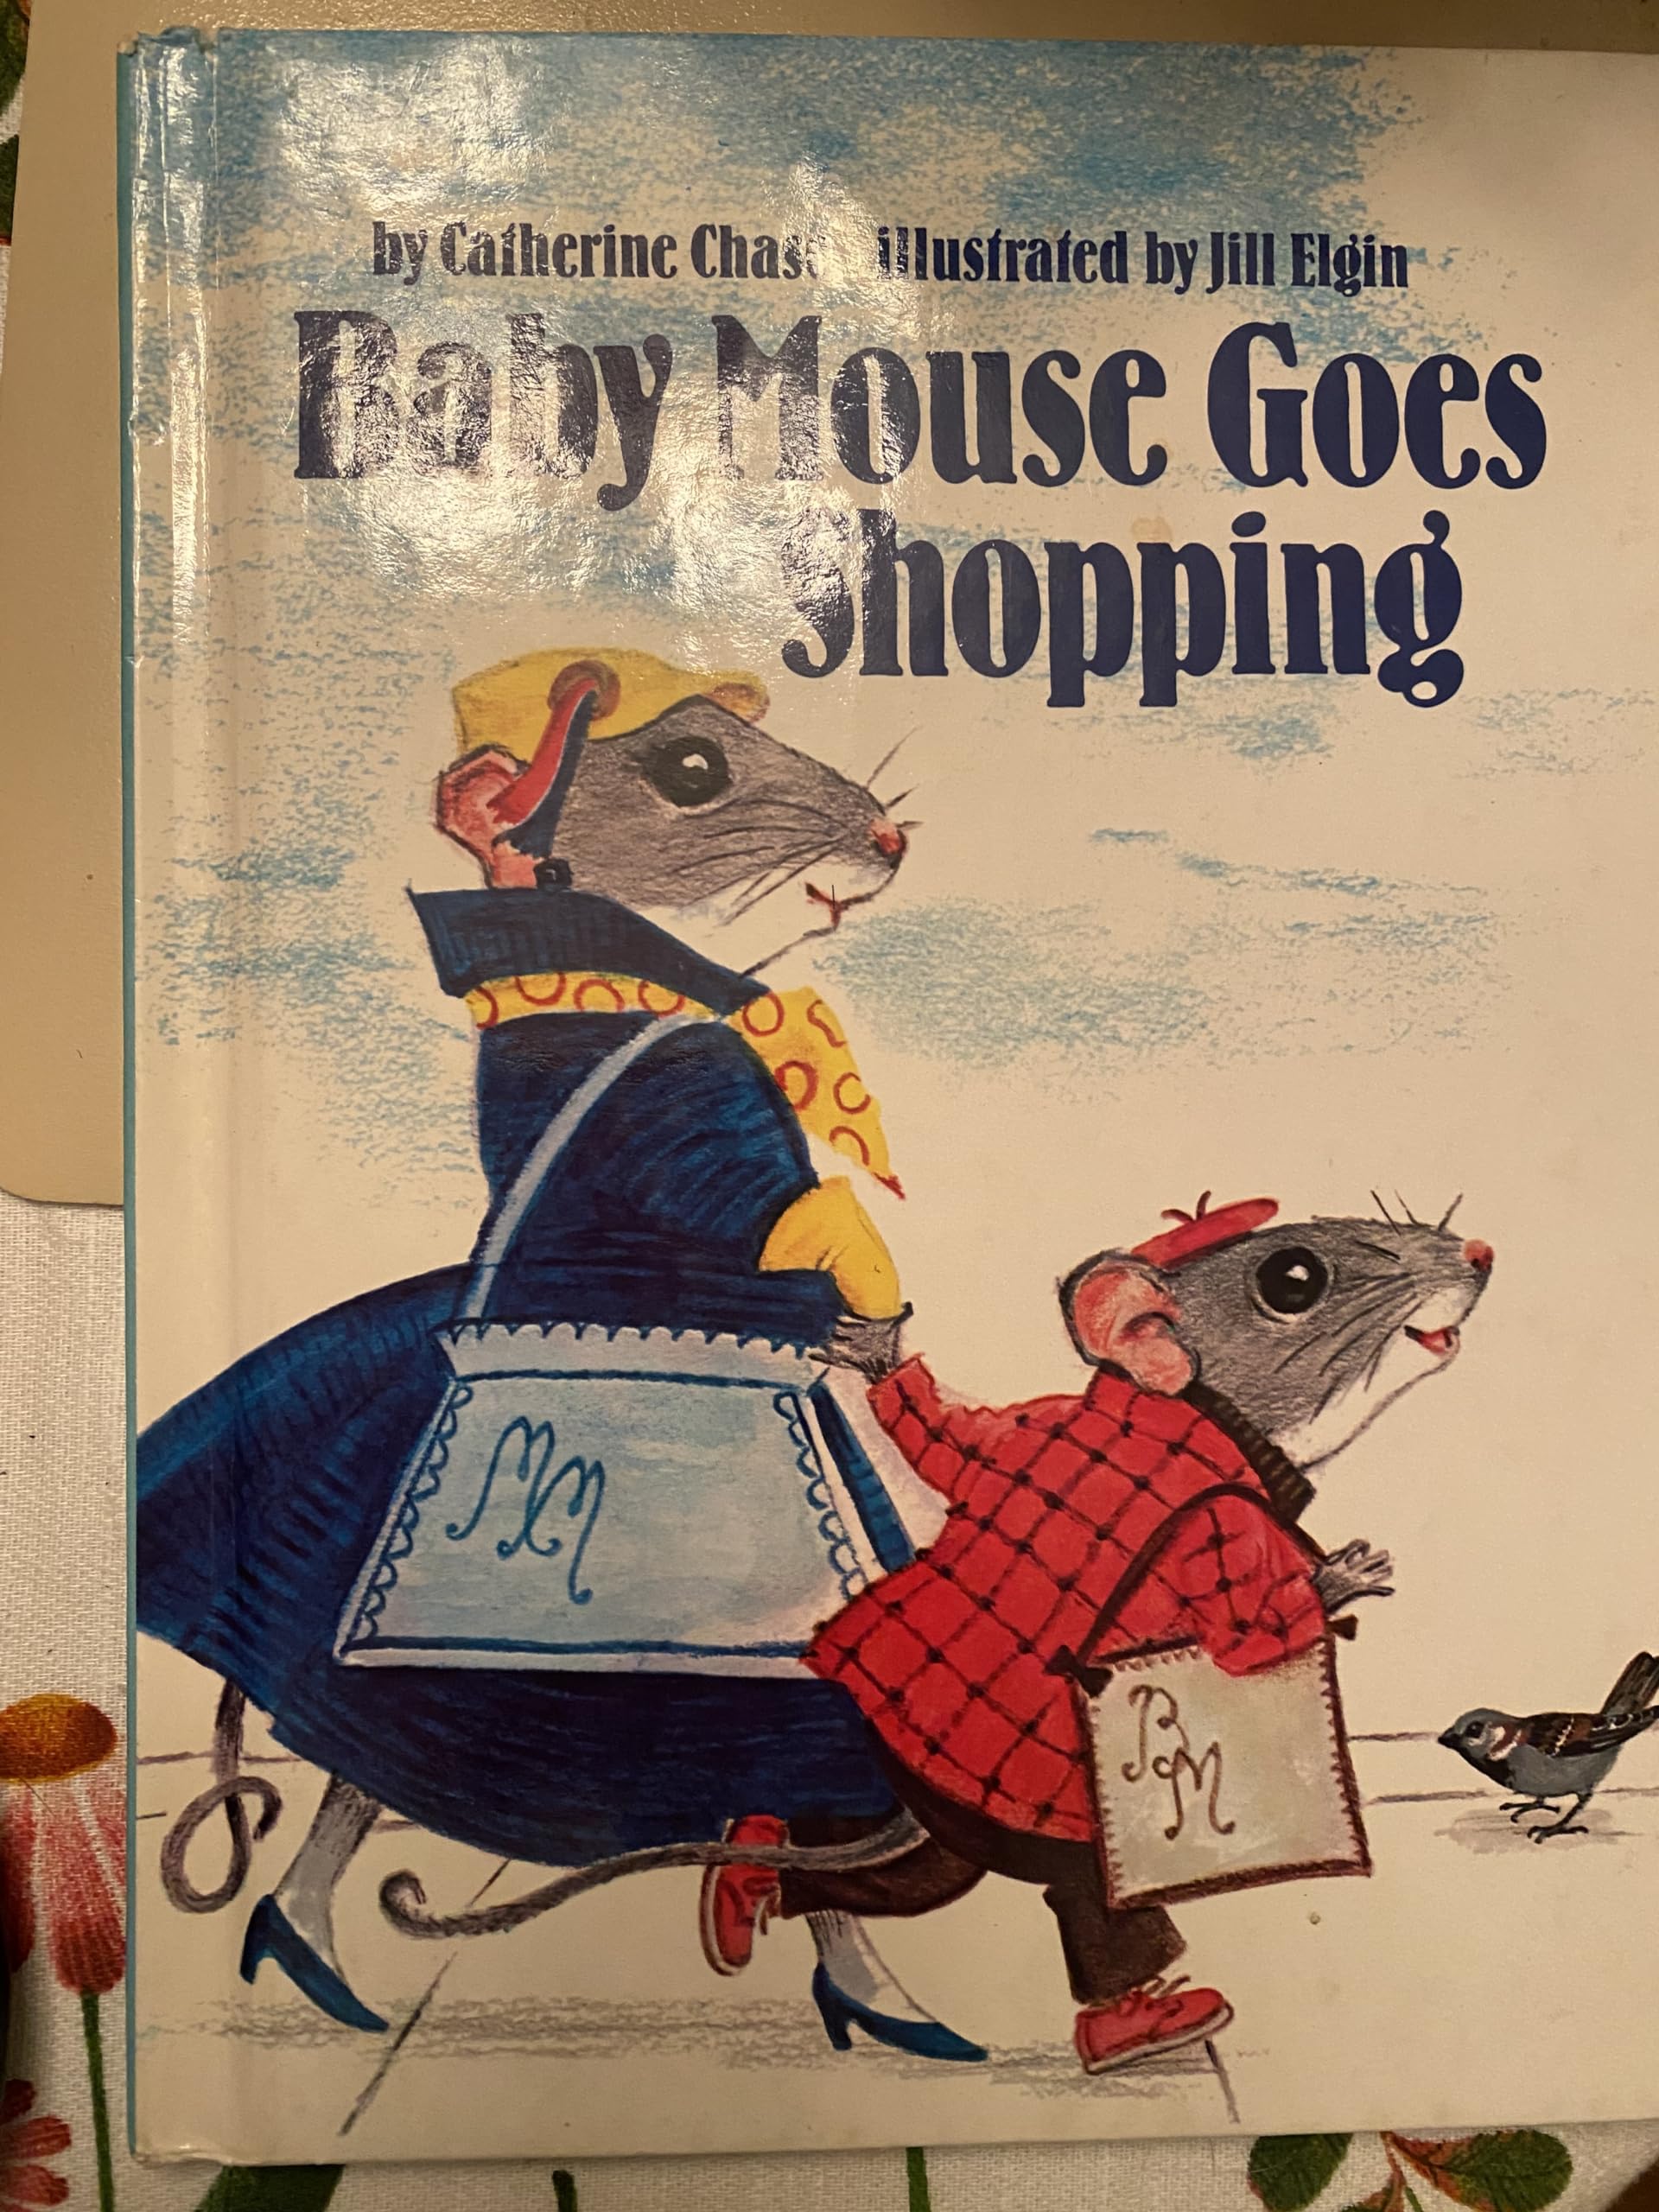 by Catherine Chase illustrated by Jill Elgin
Baby Mouse Goes
Shopping
MM
BM